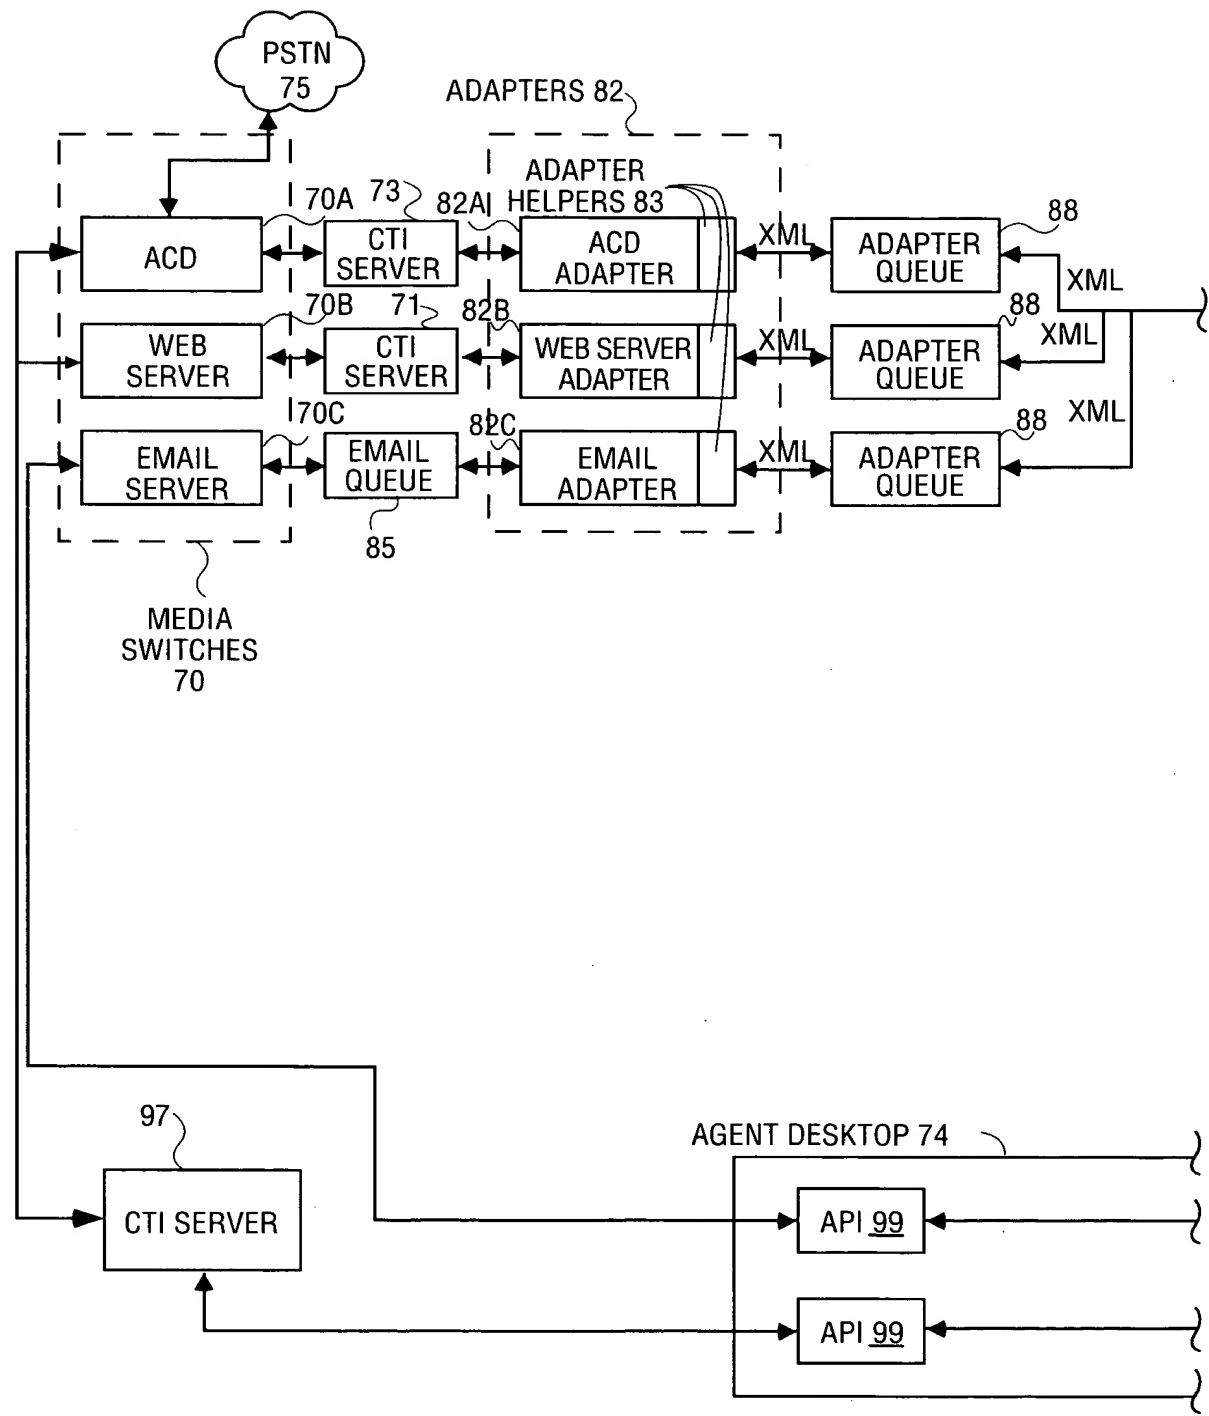 PSTN
75
ADAPTERS 82
ADAPTER
HELPERS 83
70A
73
82A
88
ACD
CTI
SERVER
ACD
ADAPTER
XML
ADAPTER
QUEUE
XML
70B
71
82B
88
WEB
SERVER
CTI
SERVER
WEB SERVER
ADAPTER
XML
ADAPTER
QUEUE
XML
70C
82C
88
XML
EMAIL
SERVER
EMAIL
QUEUE
EMAIL
ADAPTER
XML
ADAPTER
QUEUE
85
MEDIA
SWITCHES
70
97
CTI SERVER
AGENT DESKTOP 74
API 99
API 99